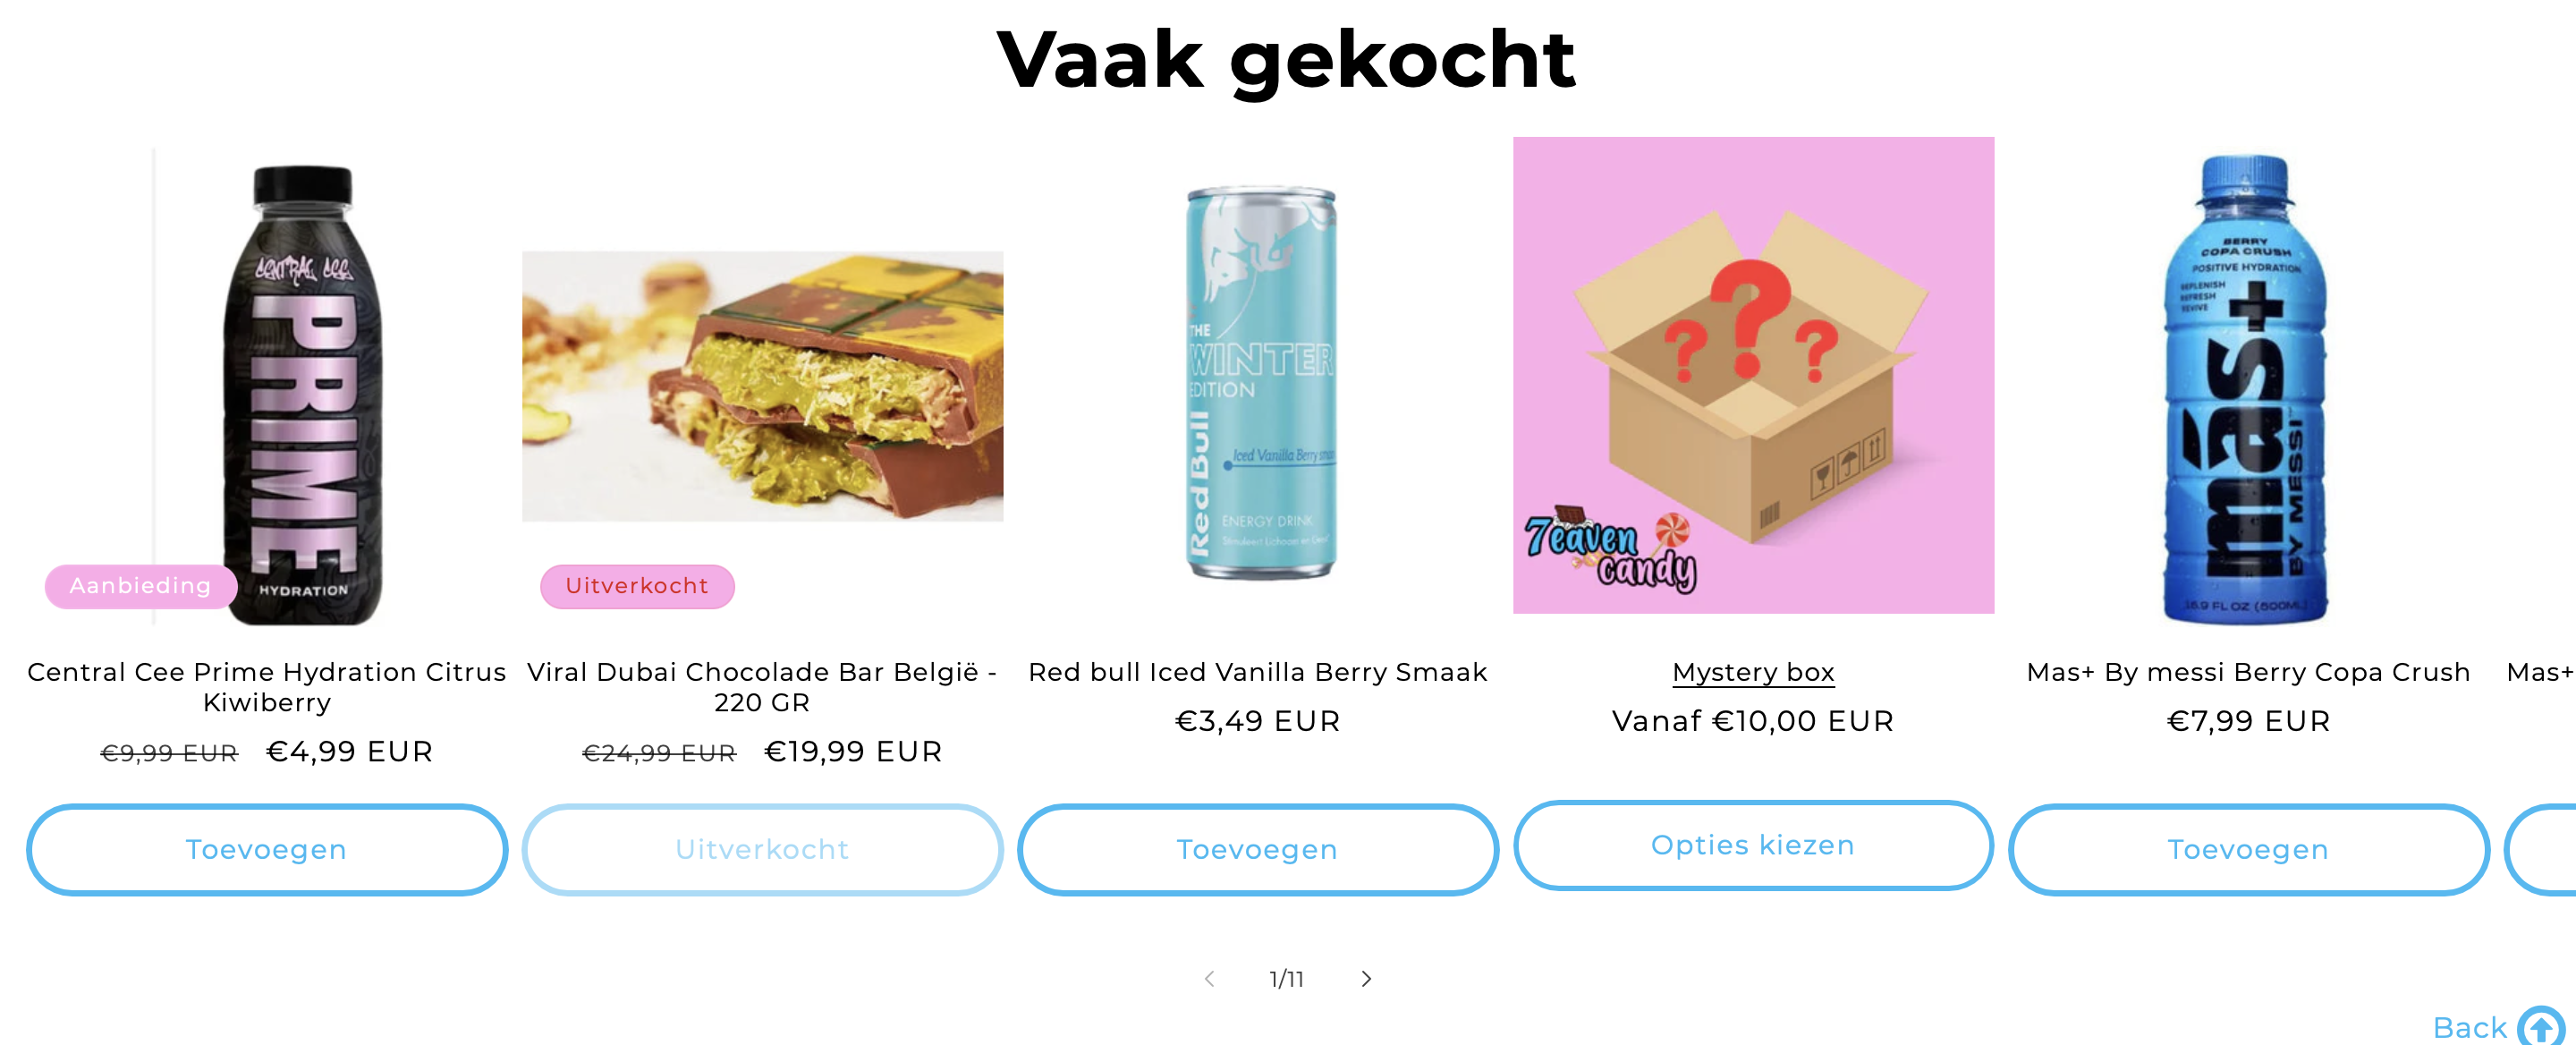 Vaak gekocht
CENTRAL CEE
PRIME
HYDRATION
Aanbieding
Central Cee Prime Hydration Citrus
Kiwiberry
€9,99 EUR €4,99 EUR
Toevoegen
Uitverkocht
Viral Dubai Chocolade Bar België -
220 GR
€24,99 EUR €19,99 EUR
Uitverkocht
THE
WINTER
EDITION
Red Bull
Iced Vanilla Berry
ENERGY DRINK
Red bull Iced Vanilla Berry Smaak
€3,49 EUR
Toevoegen
? ? ?
7eaven
candy
Mystery box
Vanaf €10,00 EUR
Opties kiezen
BERRY
COPA CRUSH
POSITIVE HYDRATION
REPLENISH
REFRESH
REVIVE
más+
BY MESSI
16.9 FL OZ (500ML)
Mas+ By messi Berry Copa Crush
€7,99 EUR
Toevoegen
Mas+
1/11
Back